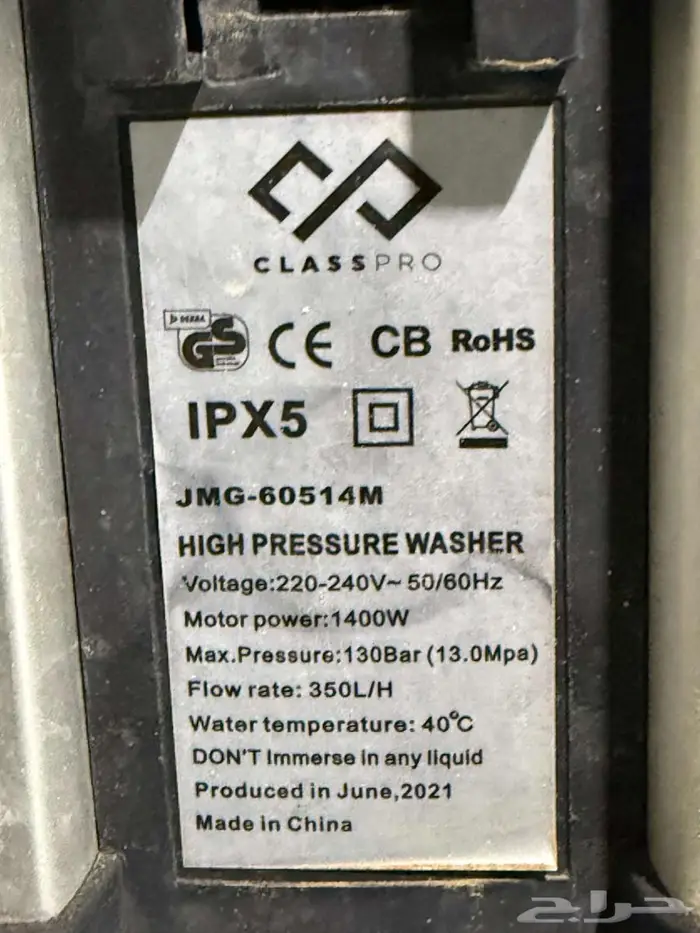 CLASSPRO
DEKRA
GS
CE CB RoHS
IPX5
JMG-60514M
HIGH PRESSURE WASHER
Voltage:220-240V~ 50/60Hz
Motor power:1400W
Max.Pressure:130Bar (13.0Mpa)
Flow rate: 350L/H
Water temperature: 40°C
DON'T Immerse in any liquid
Produced in June,2021
Made in China
حراج